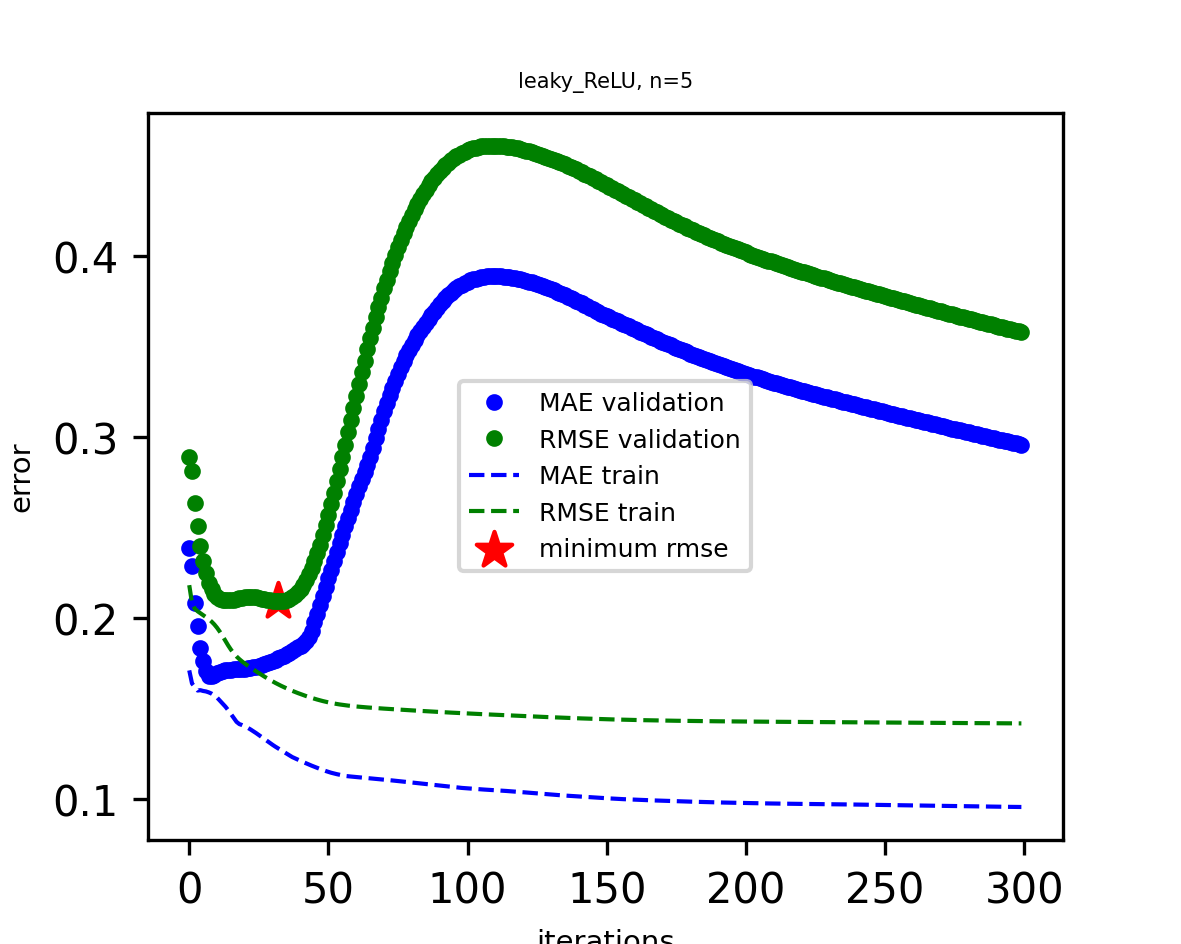 leaky_ReLU, n=5
error
0.4
0.3
0.2
0.1
MAE validation
RMSE validation
MAE train
RMSE train
minimum rmse
0 50 100 150 200 250 300
iterations